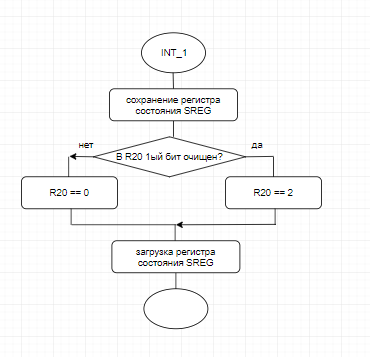 INT_1
сохранение регистра
состояния SREG
нет
да
В R20 1ый бит очищен?
R20 == 0
R20 == 2
загрузка регистра
состояния SREG